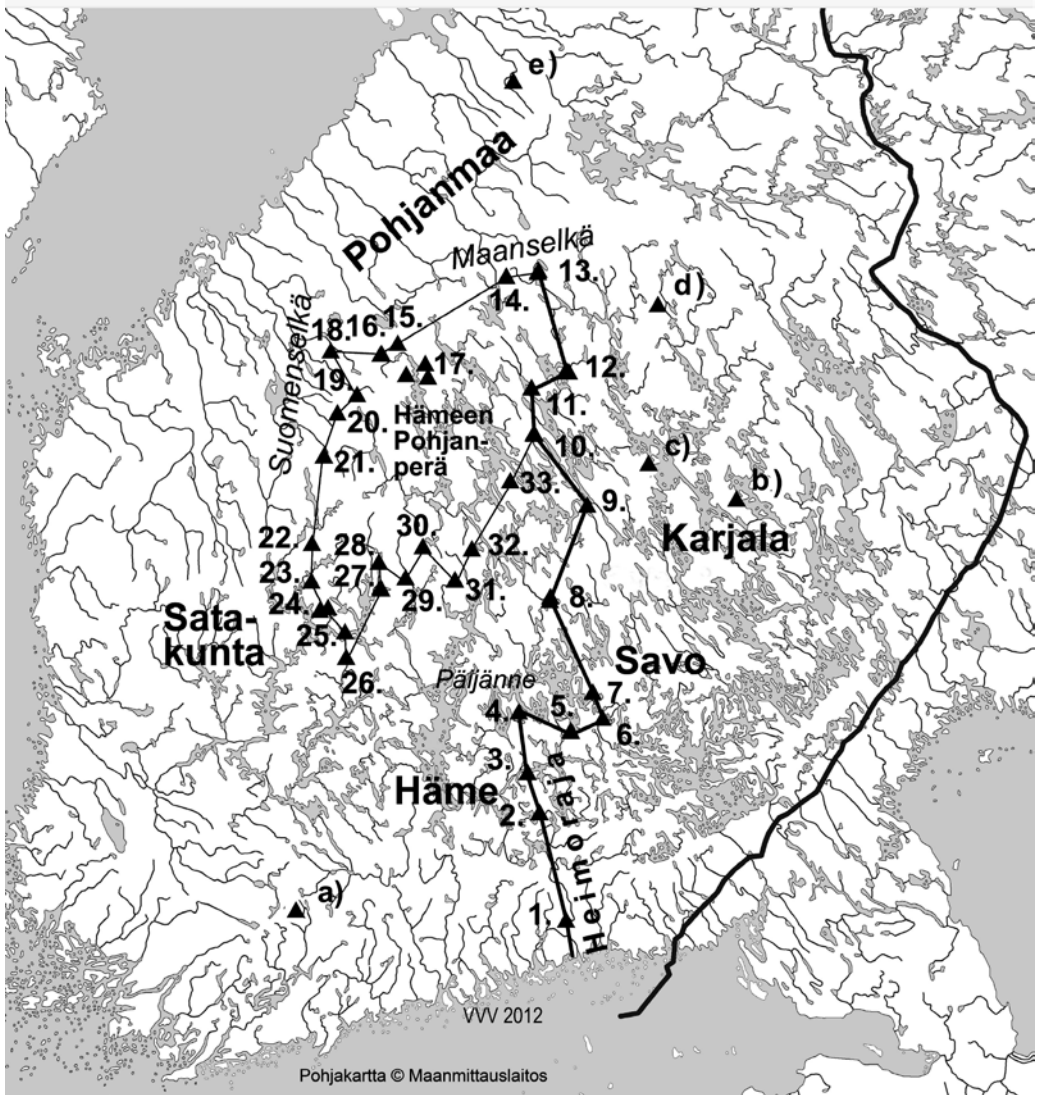 e)
Pohjanmaa
Maanselkä
13.
14.
d)
15.
16.
18.
17.
Suomenselkä
19.
12.
11.
20.
Hämeen
Pohjan-
perä
10.
21.
c)
33.
b)
9.
Karjala
22.
28.
30.
32.
23.
27.
29.
31.
24.
8.
Sata-
kunta
25.
26.
Savo
Päijänne
7.
4.
5.
6.
3.
Häme
2.
Heimoraja
a)
1.
VVV 2012
Pohjakartta © Maanmittauslaitos